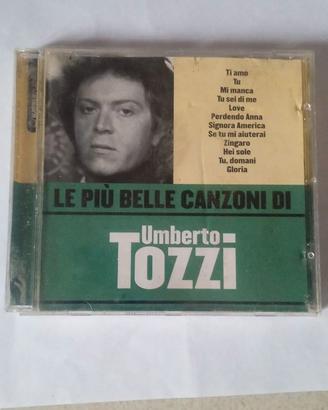 Ti amo
Tu
Mi manca
Tu sei di me
Love
Perdendo Anna
Signora America
Se tu mi aiuterai
Zingaro
Hei sole
Tu, domani
Gloria
LE PIÙ BELLE CANZONI DI
Umberto
TOZZI